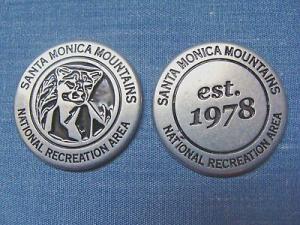 SANTA MONICA MOUNTAINS
NATIONAL RECREATION AREA
SANTA MONICA MOUNTAINS
est.
1978
NATIONAL RECREATION AREA